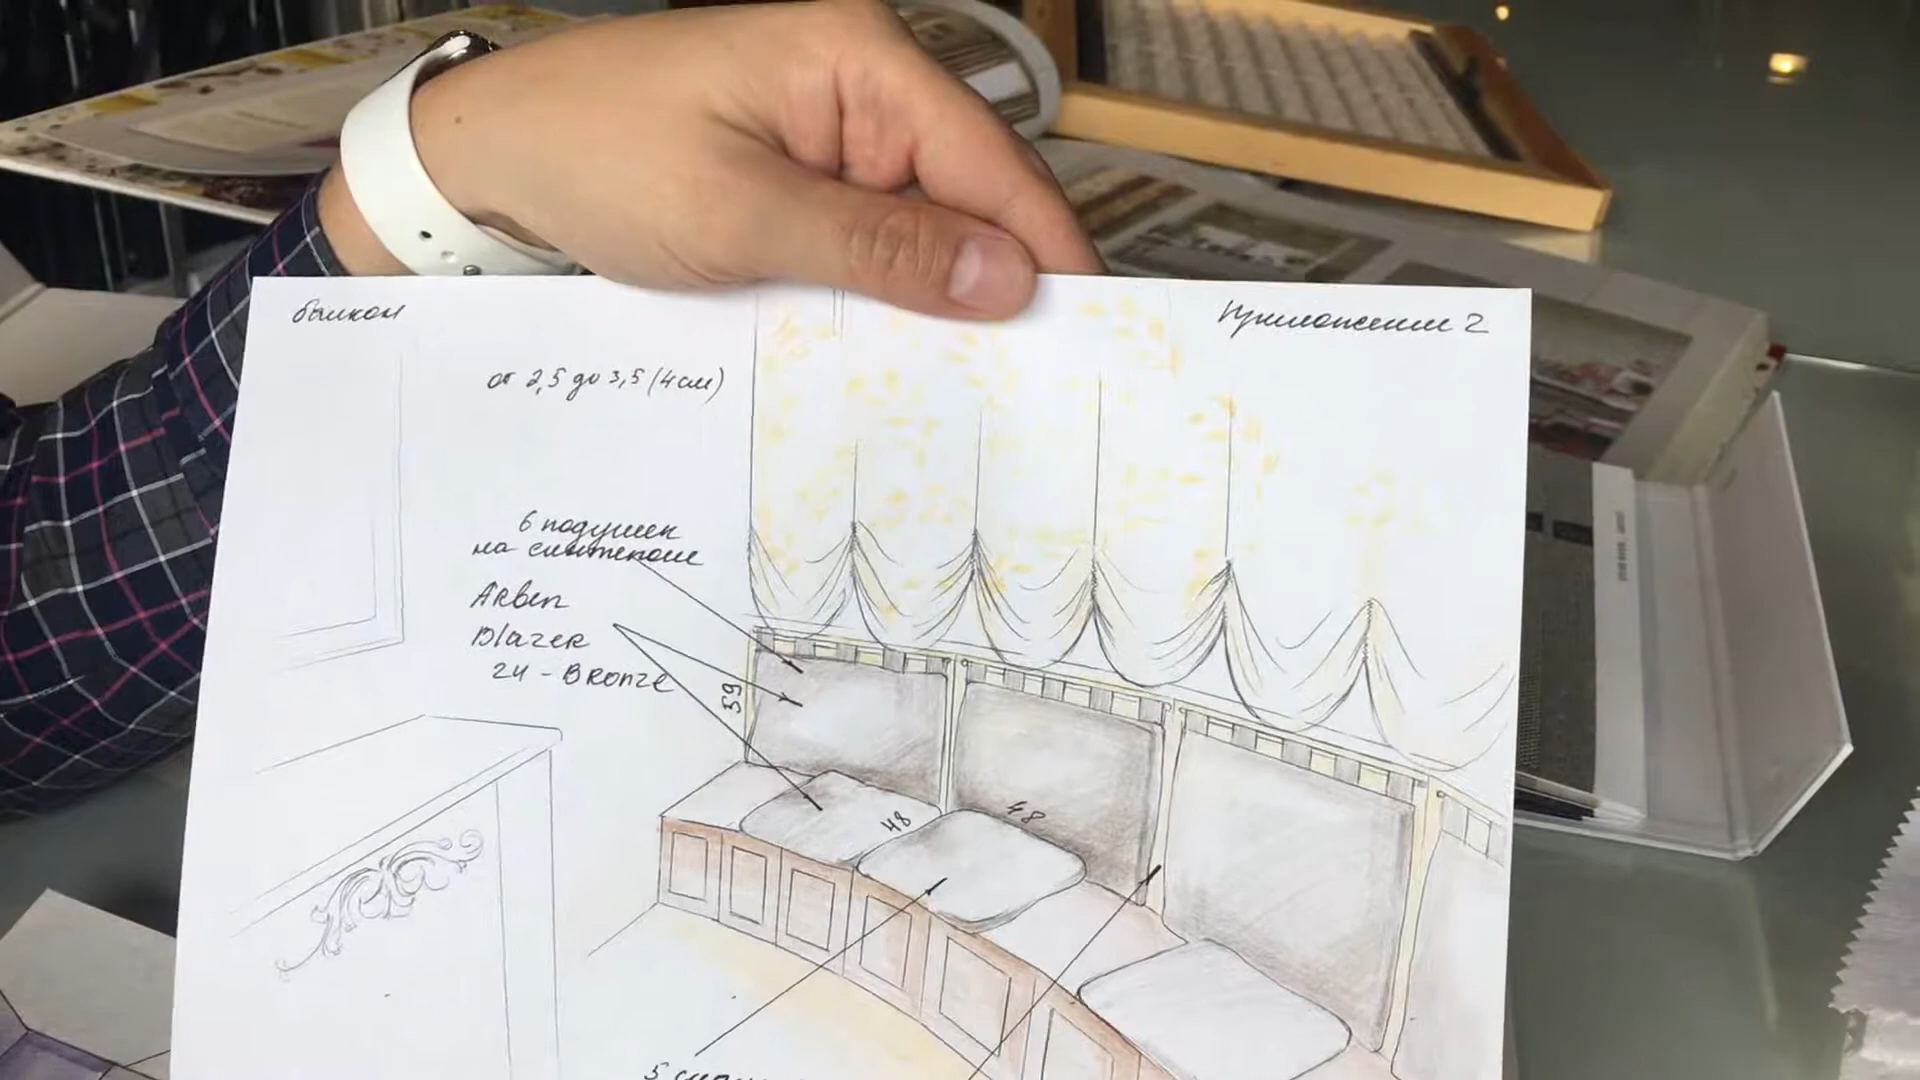 балкон
Приложение 2
от 2,5 до 3,5 (4см)
6 подушек
на синтепоне
Arben
Blazer
24 - Bronze
59
48
48
5